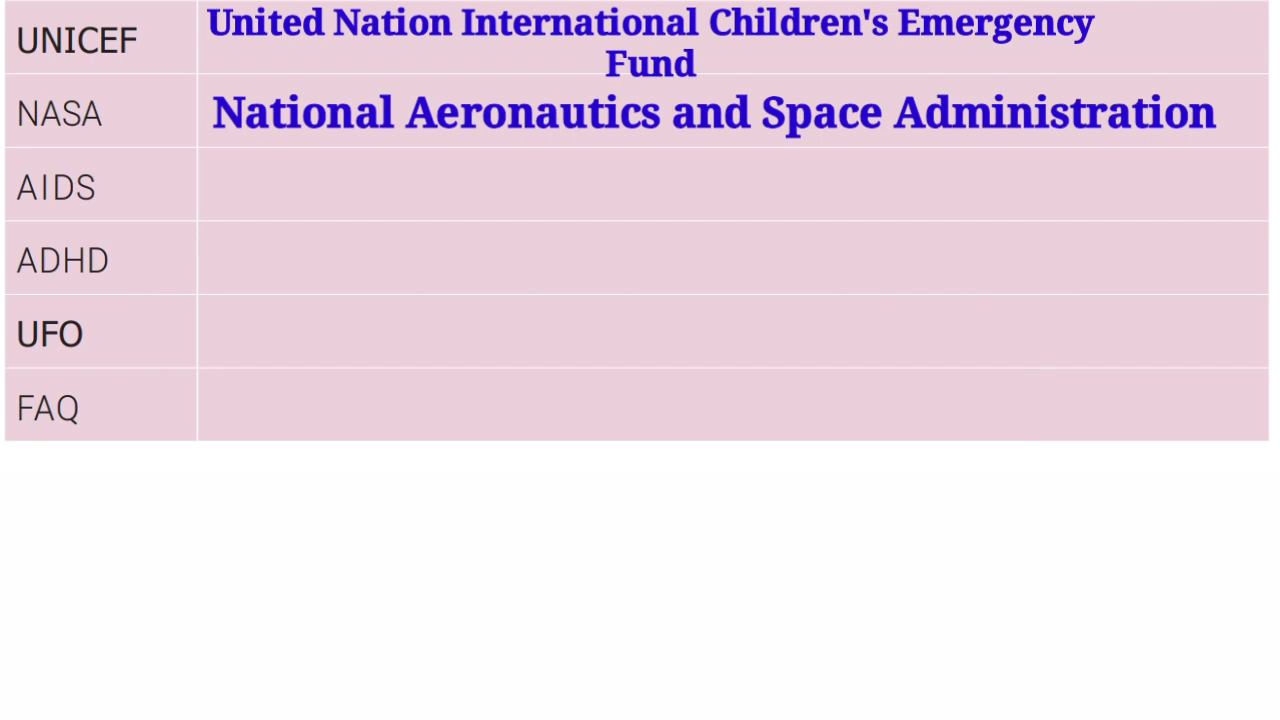 UNICEF United Nation International Children's Emergency
Fund
NASA National Aeronautics and Space Administration
AIDS
ADHD
UFO
FAQ